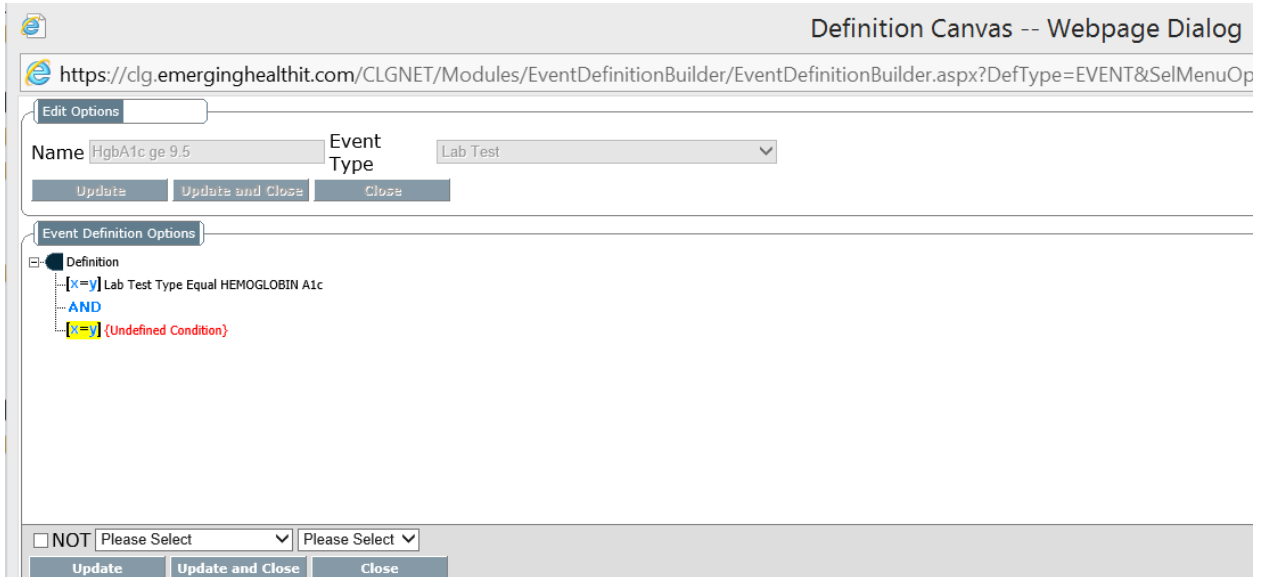 Definition Canvas -- Webpage Dialog
https://clg.emerginghealthit.com/CLGNET/Modules/EventDefinitionBuilder/EventDefinitionBuilder.aspx?DefType=EVENT&SelMenuOp
Edit Options
Name HgbA1c ge 9.5 Event Type Lab Test
Update Update and Close Close
Event Definition Options
Definition
[x=y] Lab Test Type Equal HEMOGLOBIN A1c
AND
[x=y] {Undefined Condition}
NOT Please Select Please Select
Update Update and Close Close